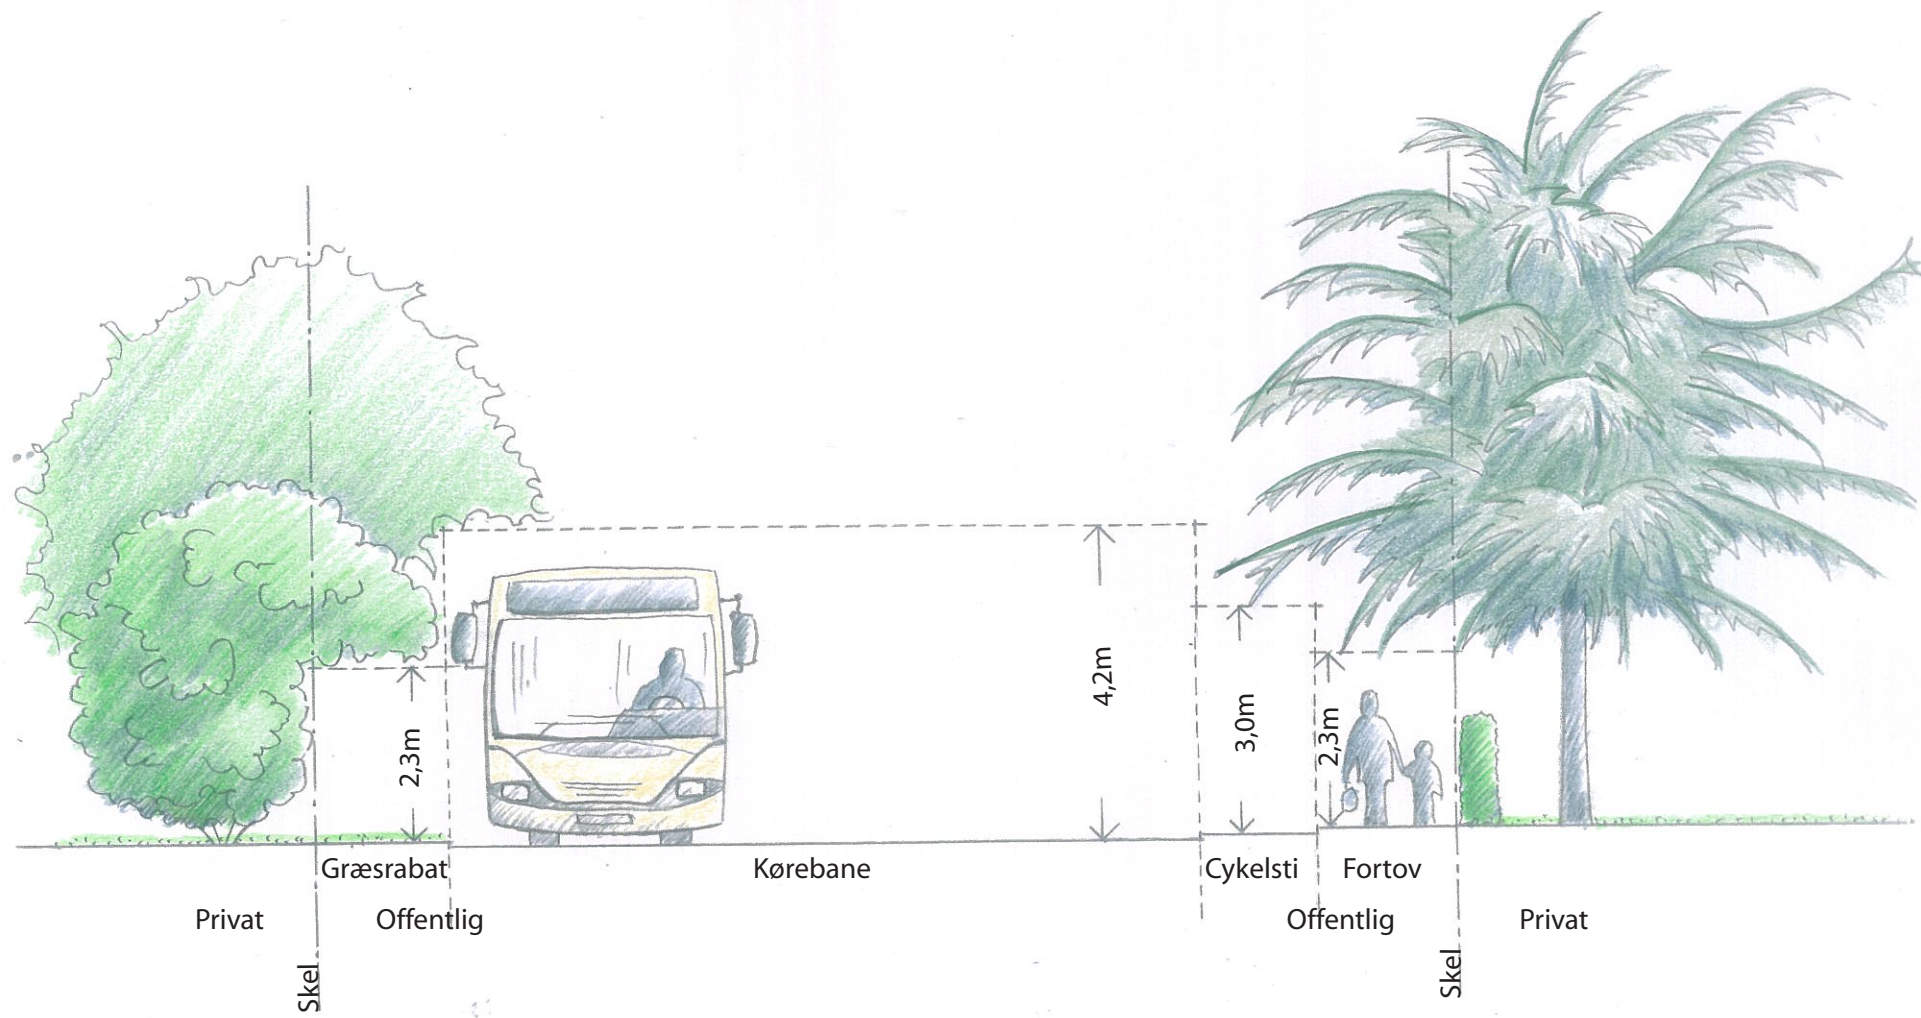 4,2m
3,0m
2,3m
2,3m
Græsrabat
Kørebane
Cykelsti
Fortov
Privat
Offentlig
Offentlig
Privat
Skel
Skel